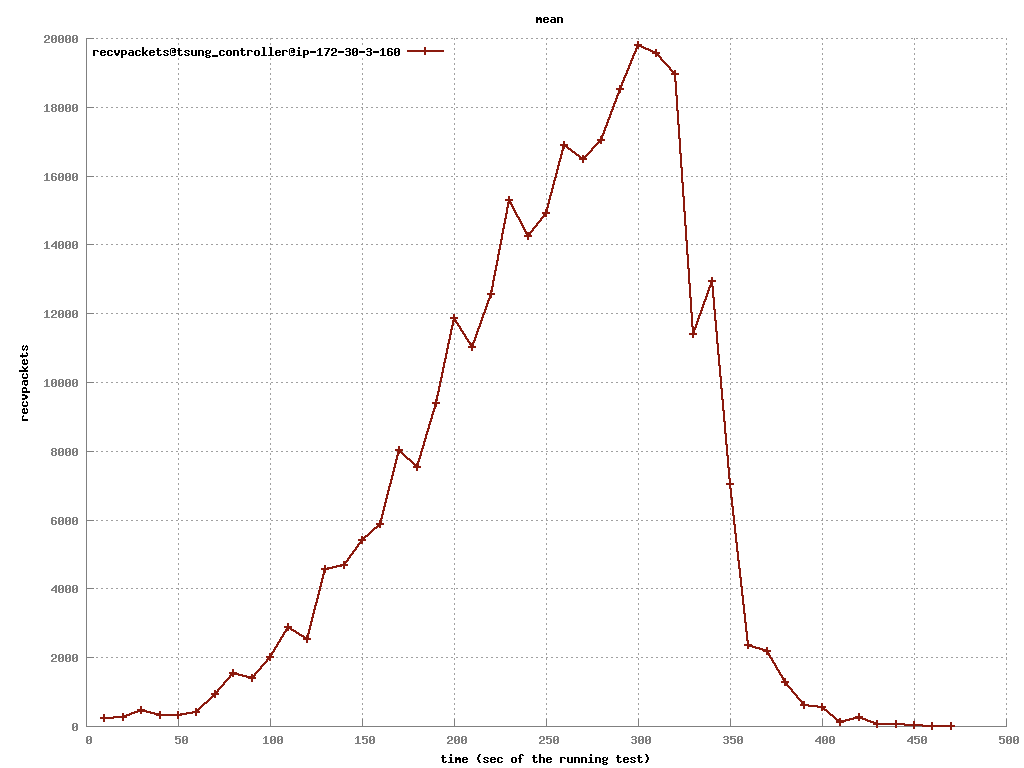 mean
recvpackets@tsung_controller@ip-172-30-3-160
20000
18000
16000
14000
12000
10000
8000
6000
4000
2000
0
recvpackets
0 50 100 150 200 250 300 350 400 450 500
time (sec of the running test)